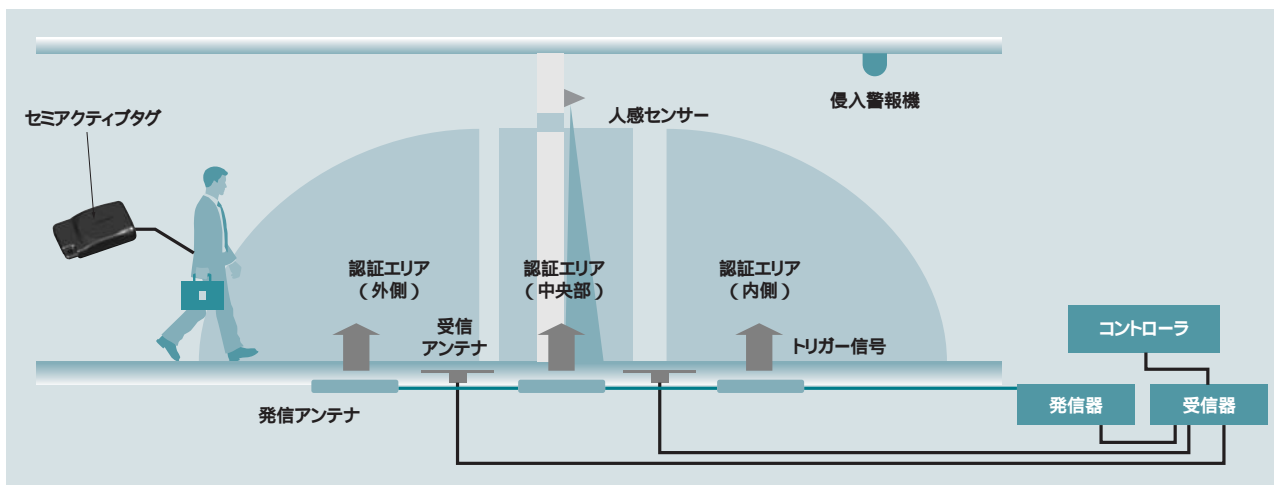 侵入警報機
人感センサー
セミアクティブタグ
認証エリア
（外側）
認証エリア
（中央部）
認証エリア
（内側）
受信
アンテナ
トリガー信号
コントローラ
発信アンテナ
発信器
受信器